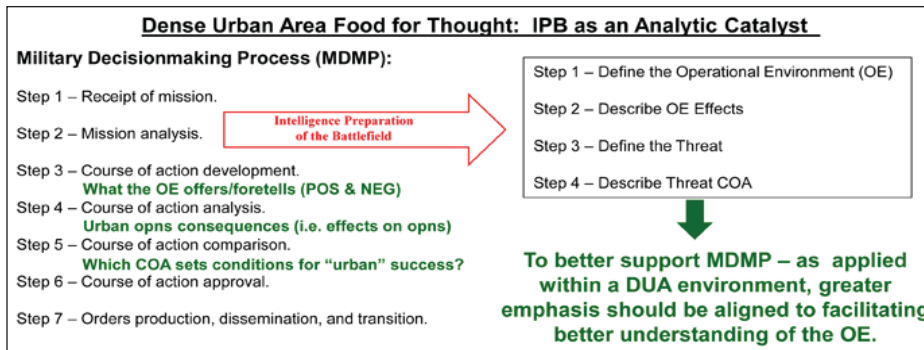 Dense Urban Area Food for Thought: IPB as an Analytic Catalyst
Military Decisionmaking Process (MDMP):
Step 1 – Receipt of mission.
Step 2 – Mission analysis.
Step 3 – Course of action development.
What the OE offers/foretells (POS & NEG)
Step 4 – Course of action analysis.
Urban opns consequences (i.e. effects on opns)
Step 5 – Course of action comparison.
Which COA sets conditions for “urban” success?
Step 6 – Course of action approval.
Step 7 – Orders production, dissemination, and transition.
Intelligence Preparation
of the Battlefield
Step 1 – Define the Operational Environment (OE)
Step 2 – Describe OE Effects
Step 3 – Define the Threat
Step 4 – Describe Threat COA
To better support MDMP – as applied
within a DUA environment, greater
emphasis should be aligned to facilitating
better understanding of the OE.